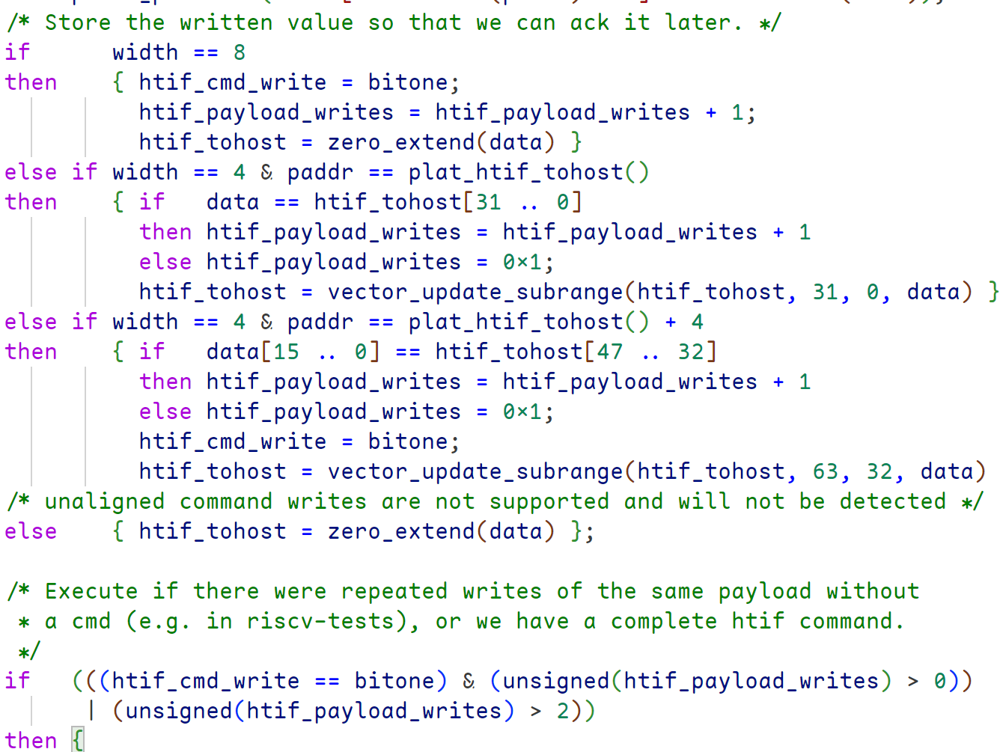 /* Store the written value so that we can ack it later. */
if      width == 8
then    { htif_cmd_write = bitone;
          htif_payload_writes = htif_payload_writes + 1;
          htif_tohost = zero_extend(data) }
else if width == 4 & paddr == plat_htif_tohost()
then    { if   data == htif_tohost[31 .. 0]
          then htif_payload_writes = htif_payload_writes + 1
          else htif_payload_writes = 0x1;
          htif_tohost = vector_update_subrange(htif_tohost, 31, 0, data) }
else if width == 4 & paddr == plat_htif_tohost() + 4
then    { if   data[15 .. 0] == htif_tohost[47 .. 32]
          then htif_payload_writes = htif_payload_writes + 1
          else htif_payload_writes = 0x1;
          htif_cmd_write = bitone;
          htif_tohost = vector_update_subrange(htif_tohost, 63, 32, data)
/* unaligned command writes are not supported and will not be detected */
else    { htif_tohost = zero_extend(data) };
/* Execute if there were repeated writes of the same payload without
 * a cmd (e.g. in riscv-tests), or we have a complete htif command.
 */
if   (((htif_cmd_write == bitone) & (unsigned(htif_payload_writes) > 0))
      | (unsigned(htif_payload_writes) > 2))
then {